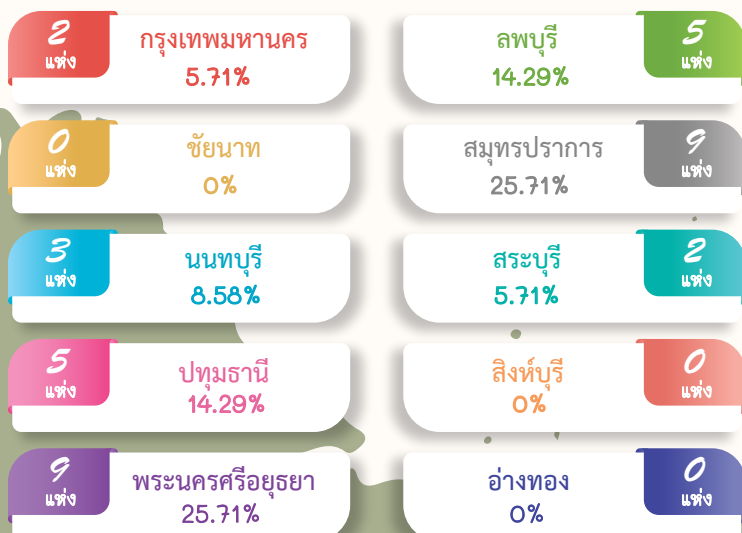 2
แห่ง
กรุงเทพมหานคร
5.71%
5
แห่ง
ลพบุรี
14.29%
0
แห่ง
ชัยนาท
0%
9
แห่ง
สมุทรปราการ
25.71%
3
แห่ง
นนทบุรี
8.58%
2
แห่ง
สระบุรี
5.71%
5
แห่ง
ปทุมธานี
14.29%
0
แห่ง
สิงห์บุรี
0%
9
แห่ง
พระนครศรีอยุธยา
25.71%
0
แห่ง
อ่างทอง
0%